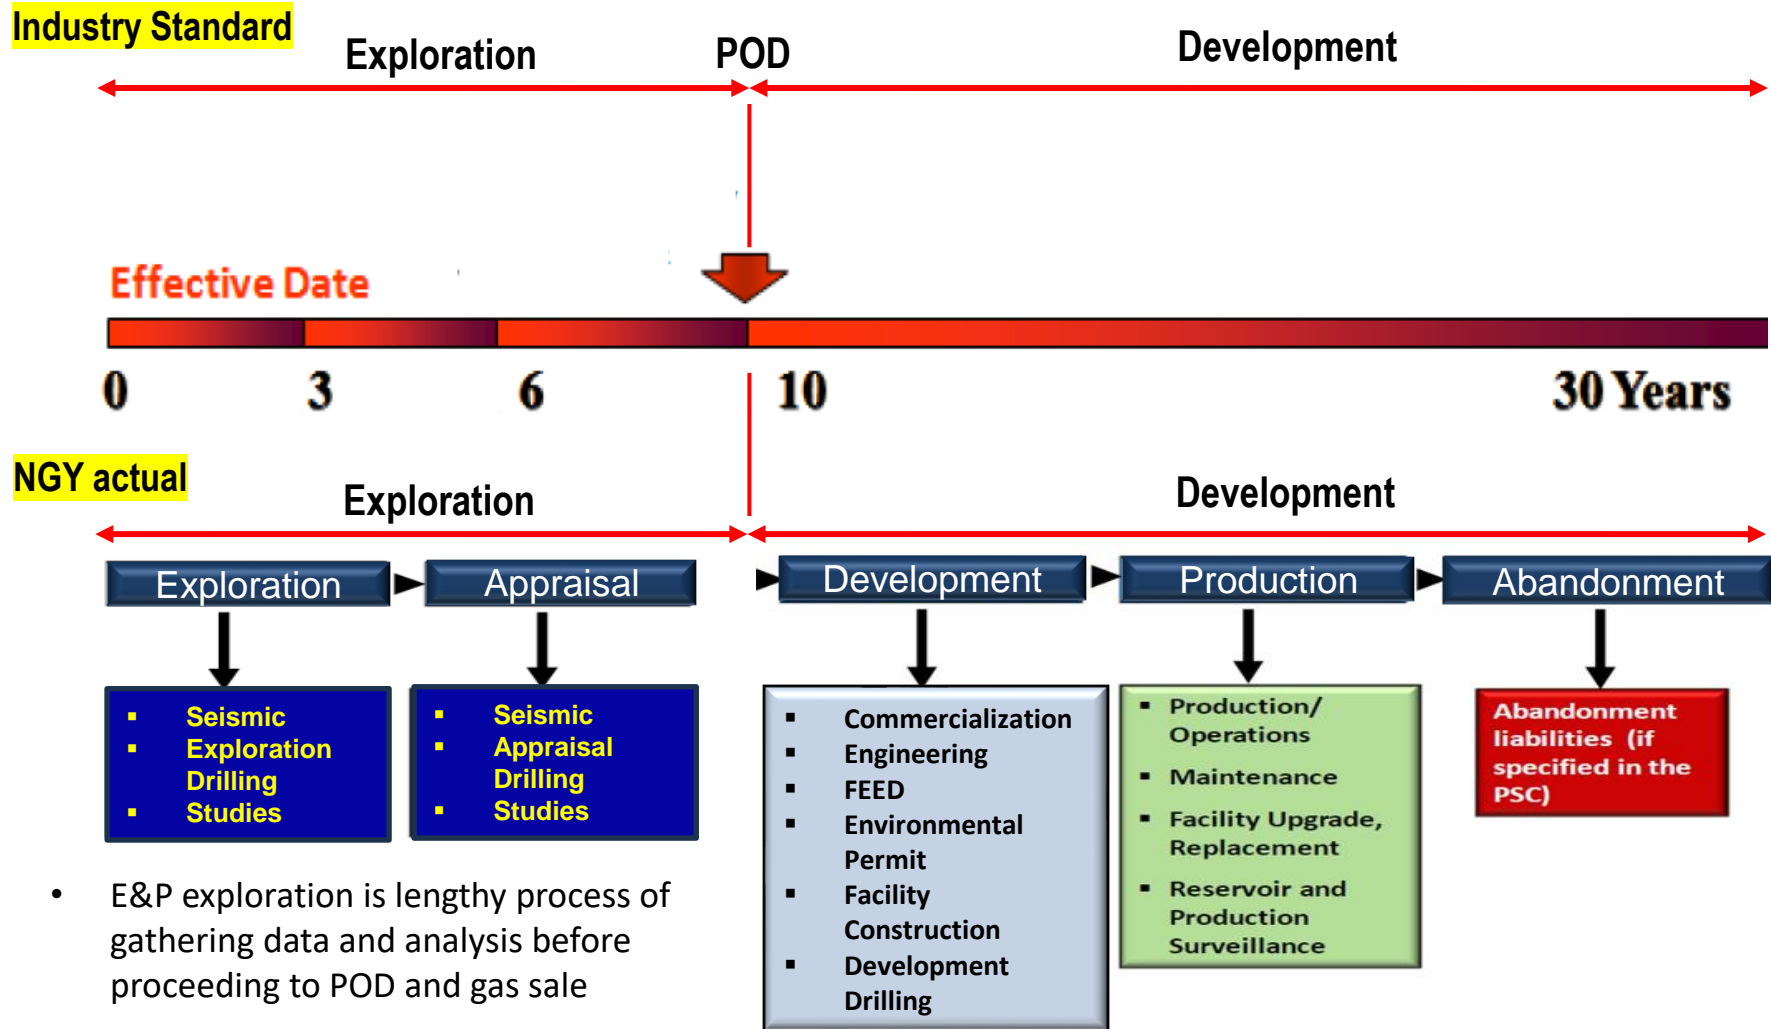 Industry Standard
Exploration
POD
Development
Effective Date
0
3
6
10
30 Years
NGY actual
Exploration
Development
Exploration
Appraisal
Development
Production
Abandonment
▪ Seismic
▪ Exploration
Drilling
▪ Studies
▪ Seismic
▪ Appraisal
Drilling
▪ Studies
▪ Commercialization
▪ Engineering
▪ FEED
▪ Environmental
Permit
▪ Facility
Construction
▪ Development
Drilling
▪ Production/
Operations
▪ Maintenance
▪ Facility Upgrade,
Replacement
▪ Reservoir and
Production
Surveillance
Abandonment
liabilities (if
specified in the
PSC)
• E&P exploration is lengthy process of
gathering data and analysis before
proceeding to POD and gas sale